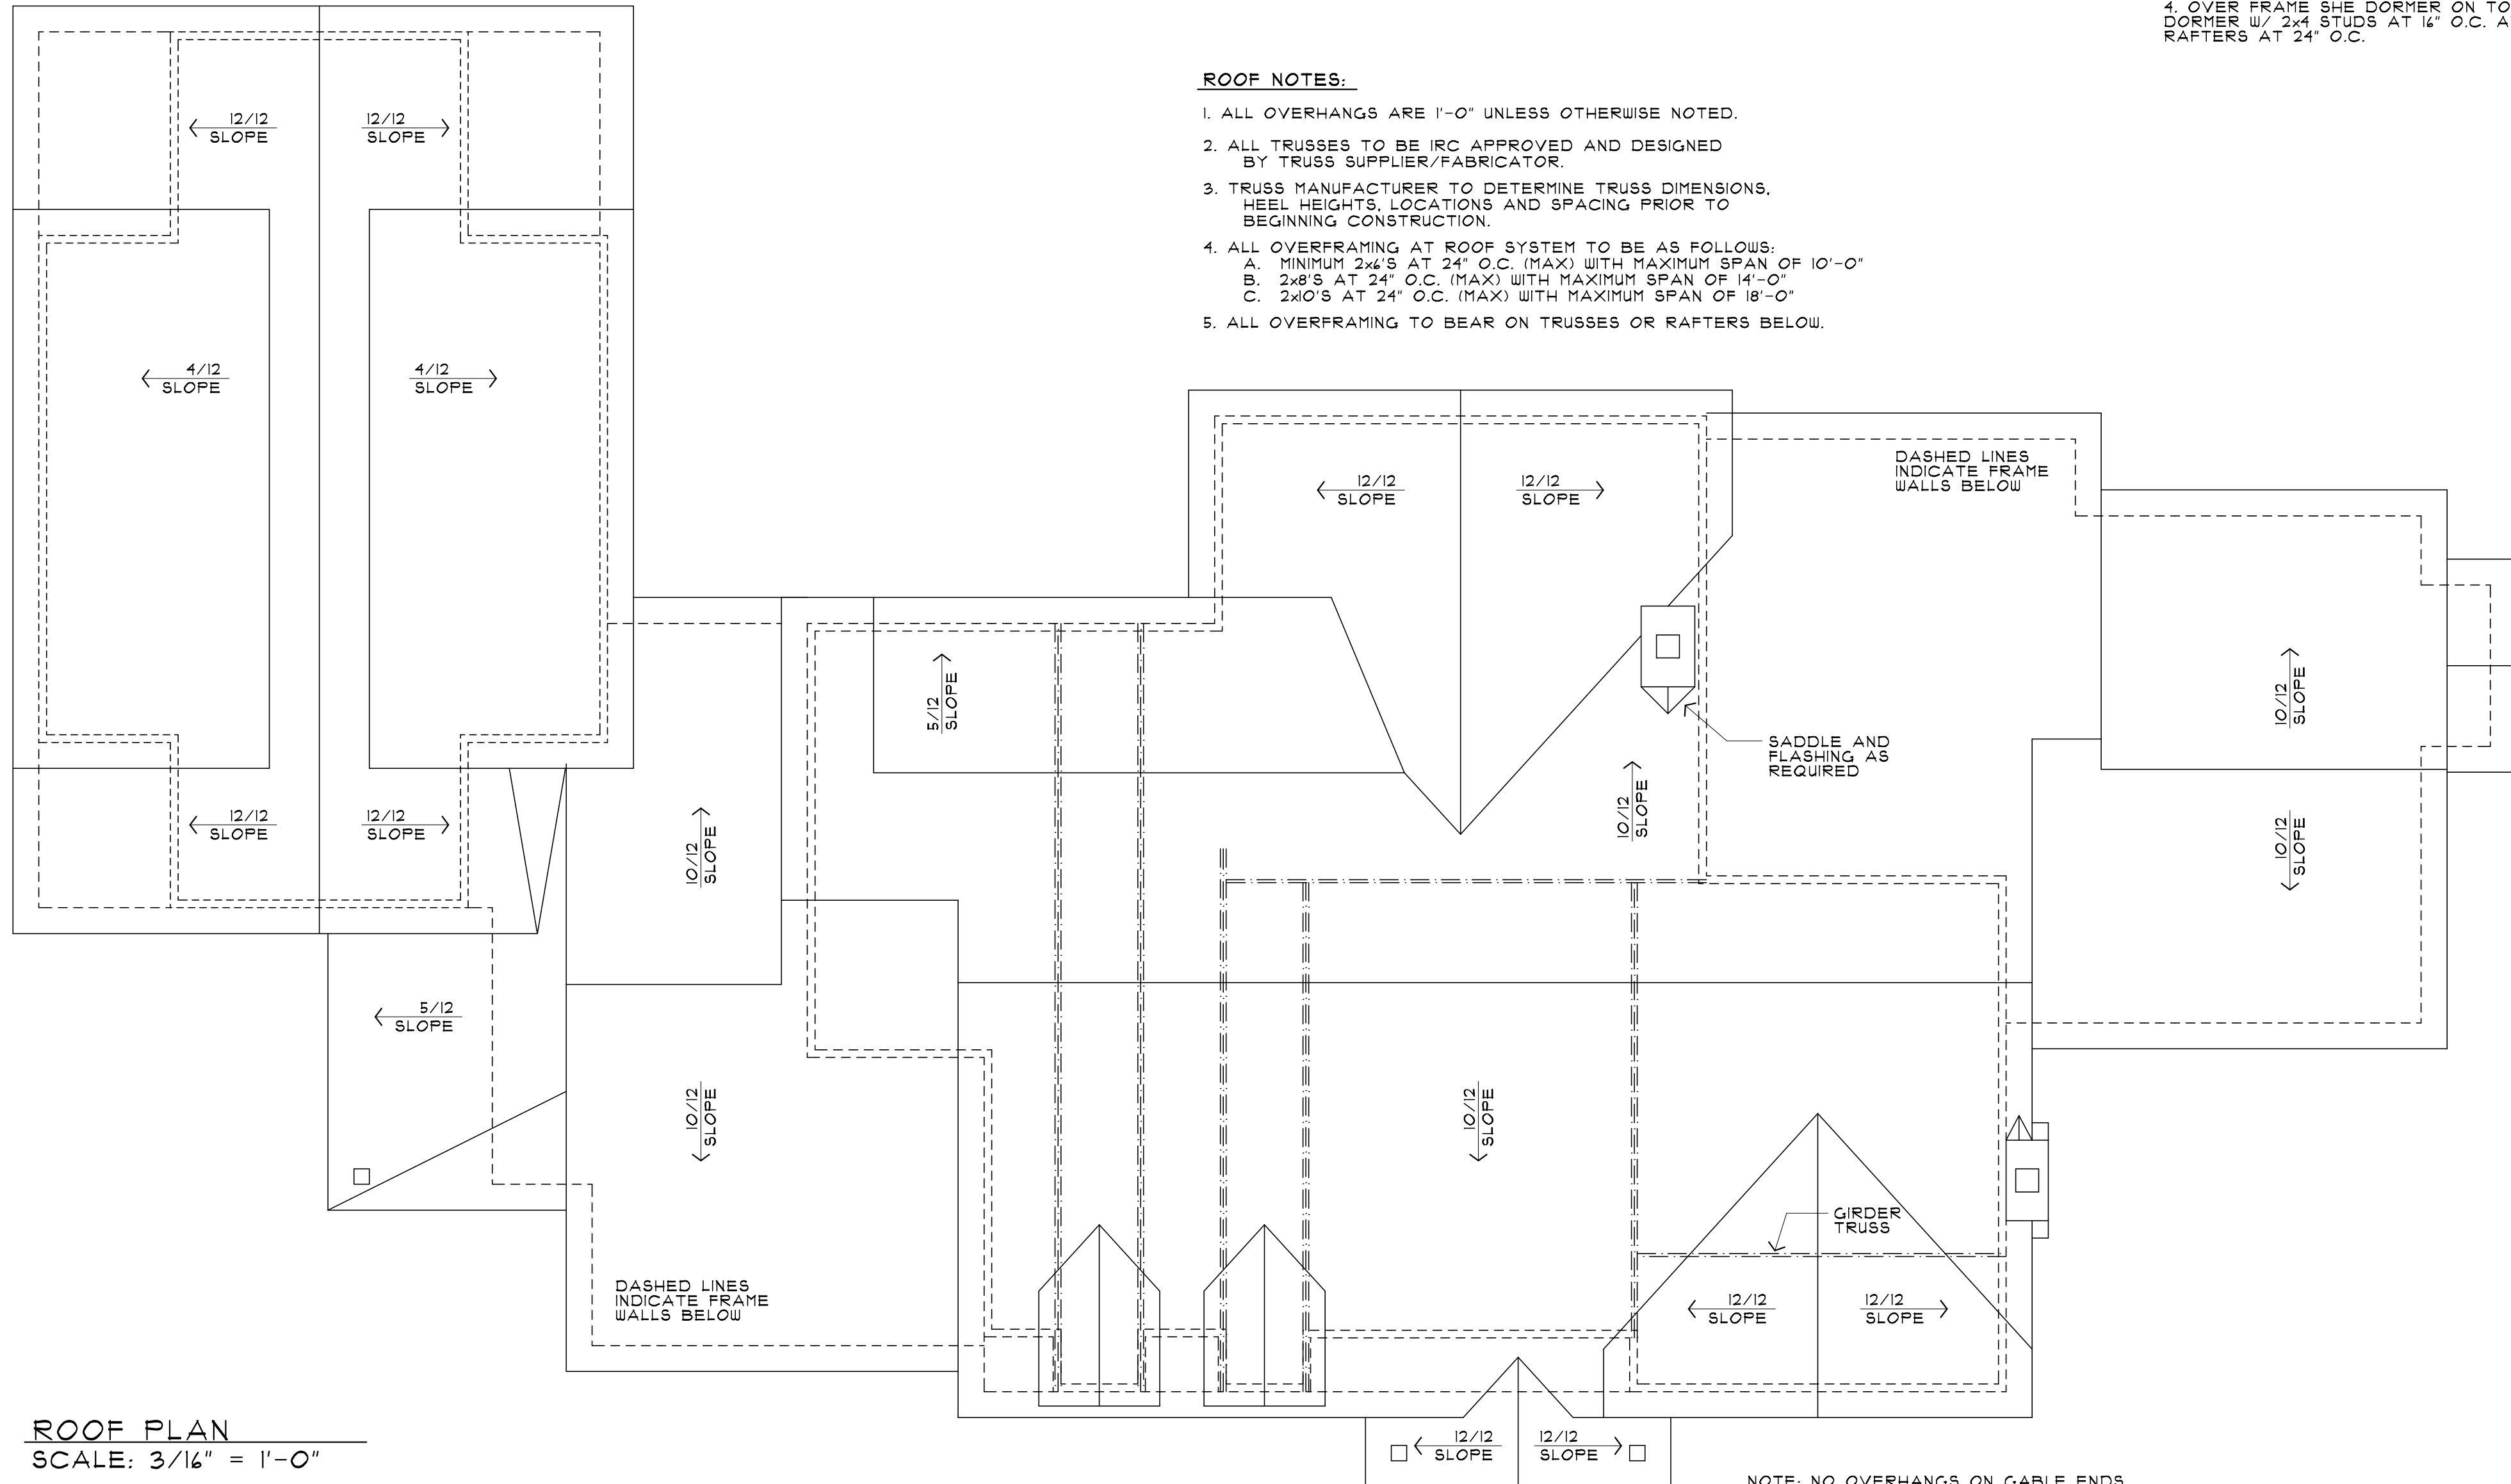 4. OVER FRAME SHE DORMER ON TO
DORMER W/ 2x4 STUDS AT 16" O.C. A
RAFTERS AT 24" O.C.
ROOF NOTES:
1. ALL OVERHANGS ARE 1'-0" UNLESS OTHERWISE NOTED.
2. ALL TRUSSES TO BE IRC APPROVED AND DESIGNED
BY TRUSS SUPPLIER/FABRICATOR.
3. TRUSS MANUFACTURER TO DETERMINE TRUSS DIMENSIONS,
HEEL HEIGHTS, LOCATIONS AND SPACING PRIOR TO
BEGINNING CONSTRUCTION.
4. ALL OVERFRAMING AT ROOF SYSTEM TO BE AS FOLLOWS:
A. MINIMUM 2x6'S AT 24" O.C. (MAX) WITH MAXIMUM SPAN OF 10'-0"
B. 2x8'S AT 24" O.C. (MAX) WITH MAXIMUM SPAN OF 14'-0"
C. 2x10'S AT 24" O.C. (MAX) WITH MAXIMUM SPAN OF 18'-0"
5. ALL OVERFRAMING TO BEAR ON TRUSSES OR RAFTERS BELOW.
12/12
SLOPE
12/12
SLOPE
4/12
SLOPE
4/12
SLOPE
12/12
SLOPE
12/12
SLOPE
DASHED LINES
INDICATE FRAME
WALLS BELOW
5/12
SLOPE
10/12
SLOPE
SADDLE AND
FLASHING AS
REQUIRED
12/12
SLOPE
12/12
SLOPE
10/12
SLOPE
10/12
SLOPE
10/12
SLOPE
5/12
SLOPE
10/12
SLOPE
10/12
SLOPE
GIRDER
TRUSS
DASHED LINES
INDICATE FRAME
WALLS BELOW
12/12
SLOPE
12/12
SLOPE
12/12
SLOPE
12/12
SLOPE
ROOF PLAN
SCALE: 3/16" = 1'-0"
NOTE: NO OVERHANGS ON GABLE ENDS